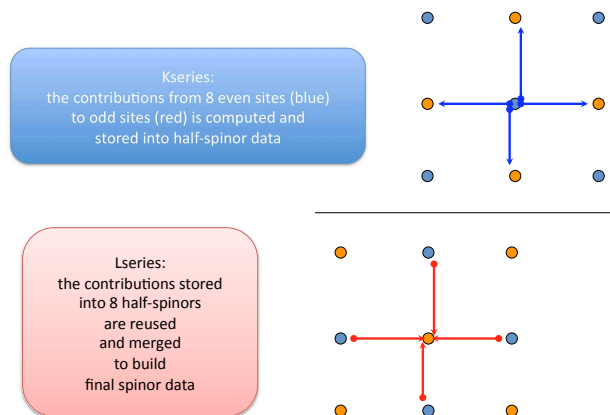 Kseries:
the contributions from 8 even sites (blue)
to odd sites (red) is computed and
stored into half-spinor data
Lseries:
the contributions stored
into 8 half-spinors
are reused
and merged
to build
final spinor data